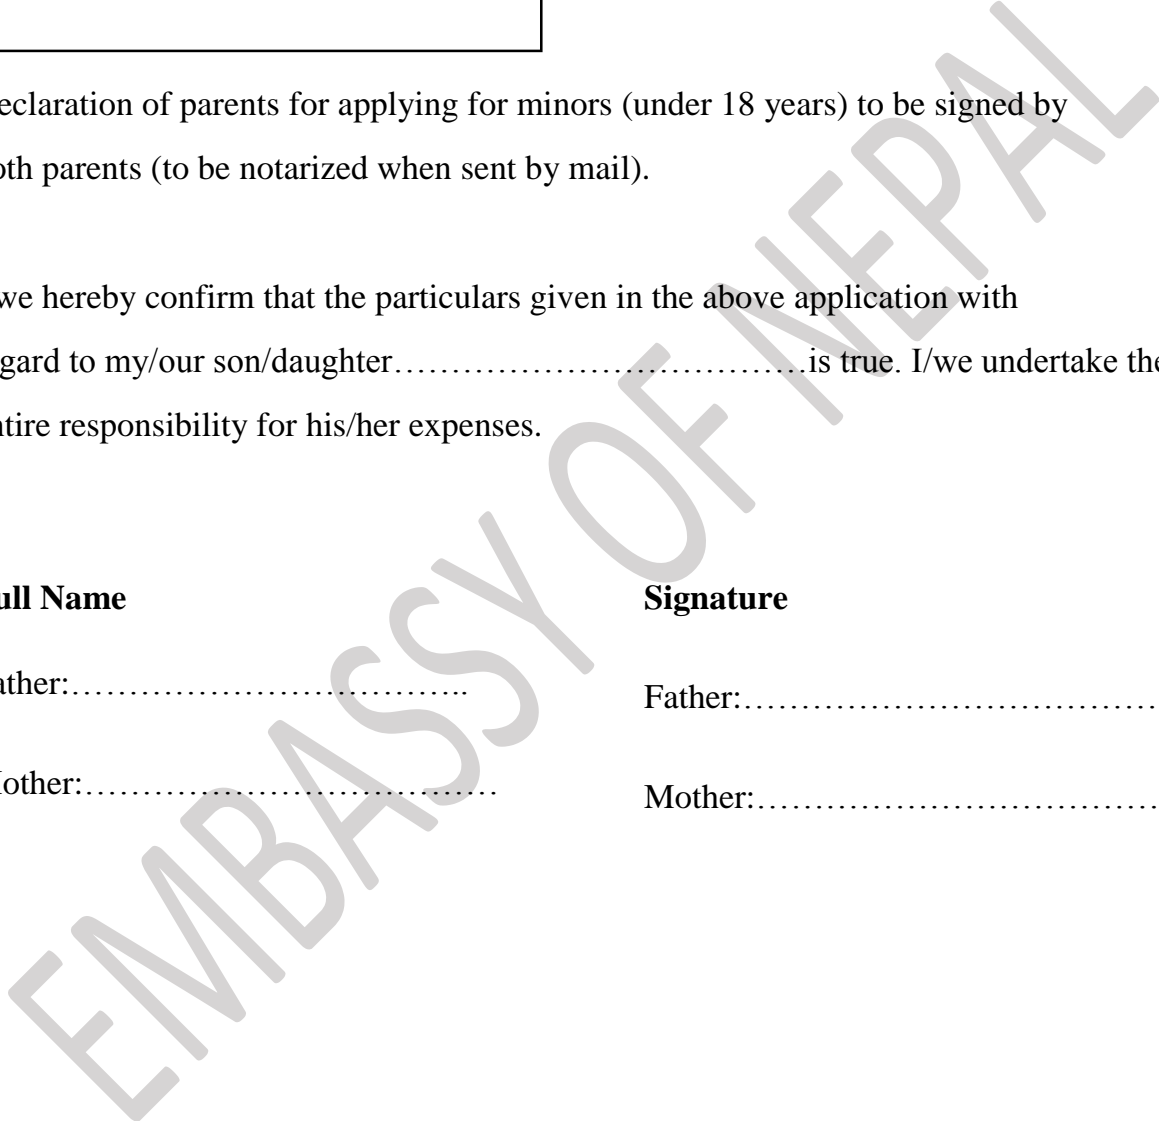 eclaration of parents for applying for minors (under 18 years) to be signed by
oth parents (to be notarized when sent by mail).
we hereby confirm that the particulars given in the above application with
gard to my/our son/daughter………………………………is true. I/we undertake the
ntire responsibility for his/her expenses.
ull Name Signature
ather:……………………………..
Father:………………………………
other:………………………………
Mother:………………………………
EMBASSY OF NEPAL